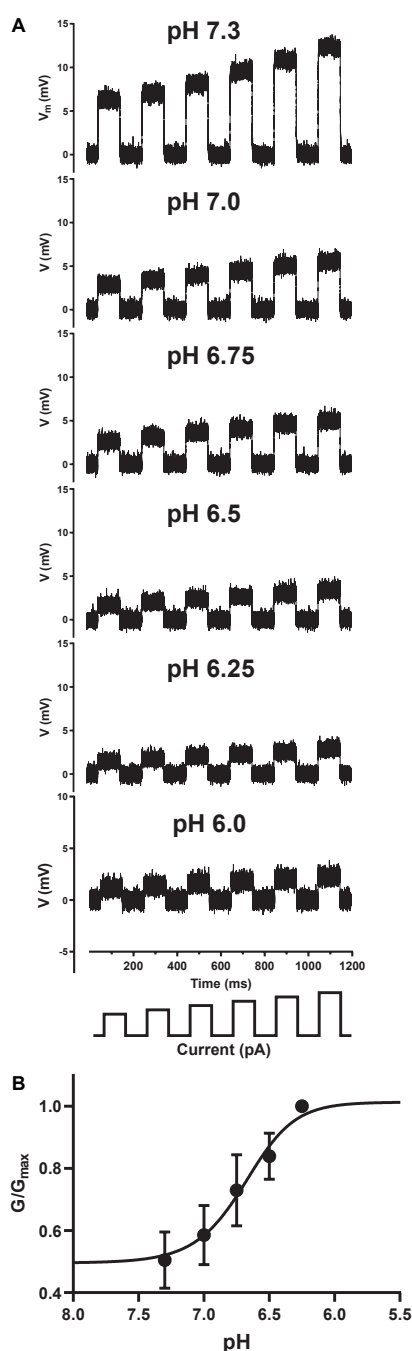 A
pH 7.3
V_m (mV)
15
10
5
0
pH 7.0
V (mV)
15
10
5
0
pH 6.75
V (mV)
15
10
5
0
pH 6.5
V (mV)
15
10
5
0
pH 6.25
V (mV)
15
10
5
0
pH 6.0
V (mV)
10
5
0
-5
200 400 600 800 1000 1200
Time (ms)
Current (pA)
B
G/G_max
1.0
0.8
0.6
0.4
8.0 7.5 7.0 6.5 6.0 5.5
pH